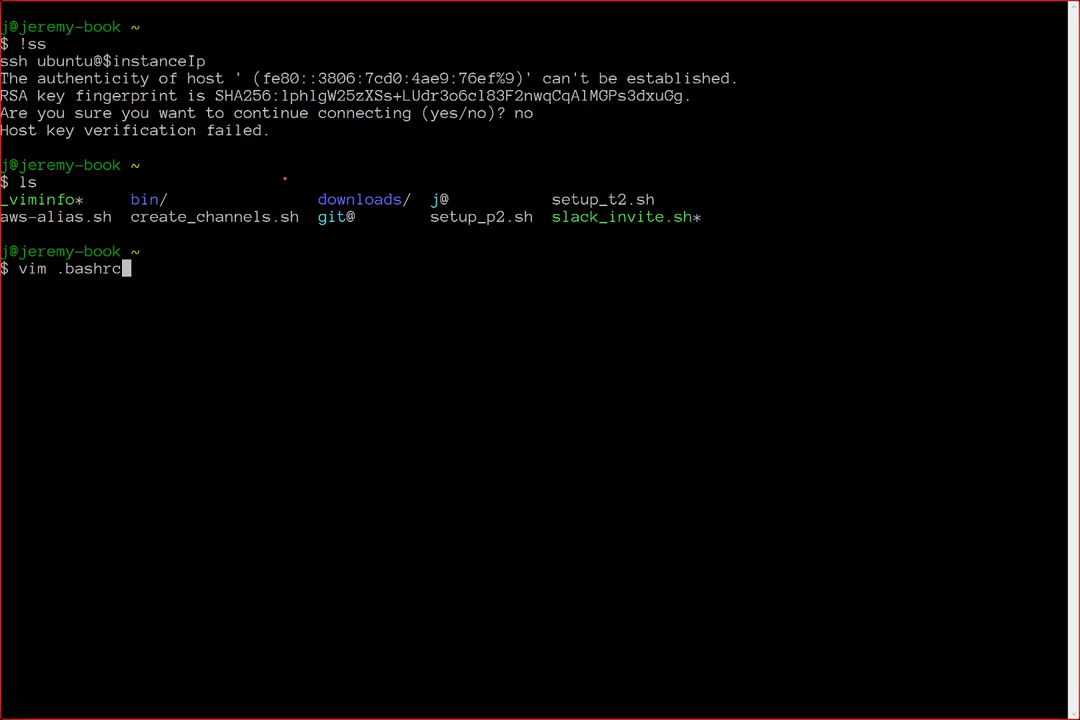 j@jeremy-book ~
$ !ss
ssh ubuntu@$instanceIp
The authenticity of host ' (fe80::3806:7cd0:4ae9:76ef%9)' can't be established.
RSA key fingerprint is SHA256:lphlgW25zXSs+LUdr3o6cl83F2nwqCqAlMGPs3dxuGg.
Are you sure you want to continue connecting (yes/no)? no
Host key verification failed.
j@jeremy-book ~
$ ls
_viminfo* bin/ downloads/ j@ setup_t2.sh
aws-alias.sh create_channels.sh git@ setup_p2.sh slack_invite.sh*
j@jeremy-book ~
$ vim .bashrc